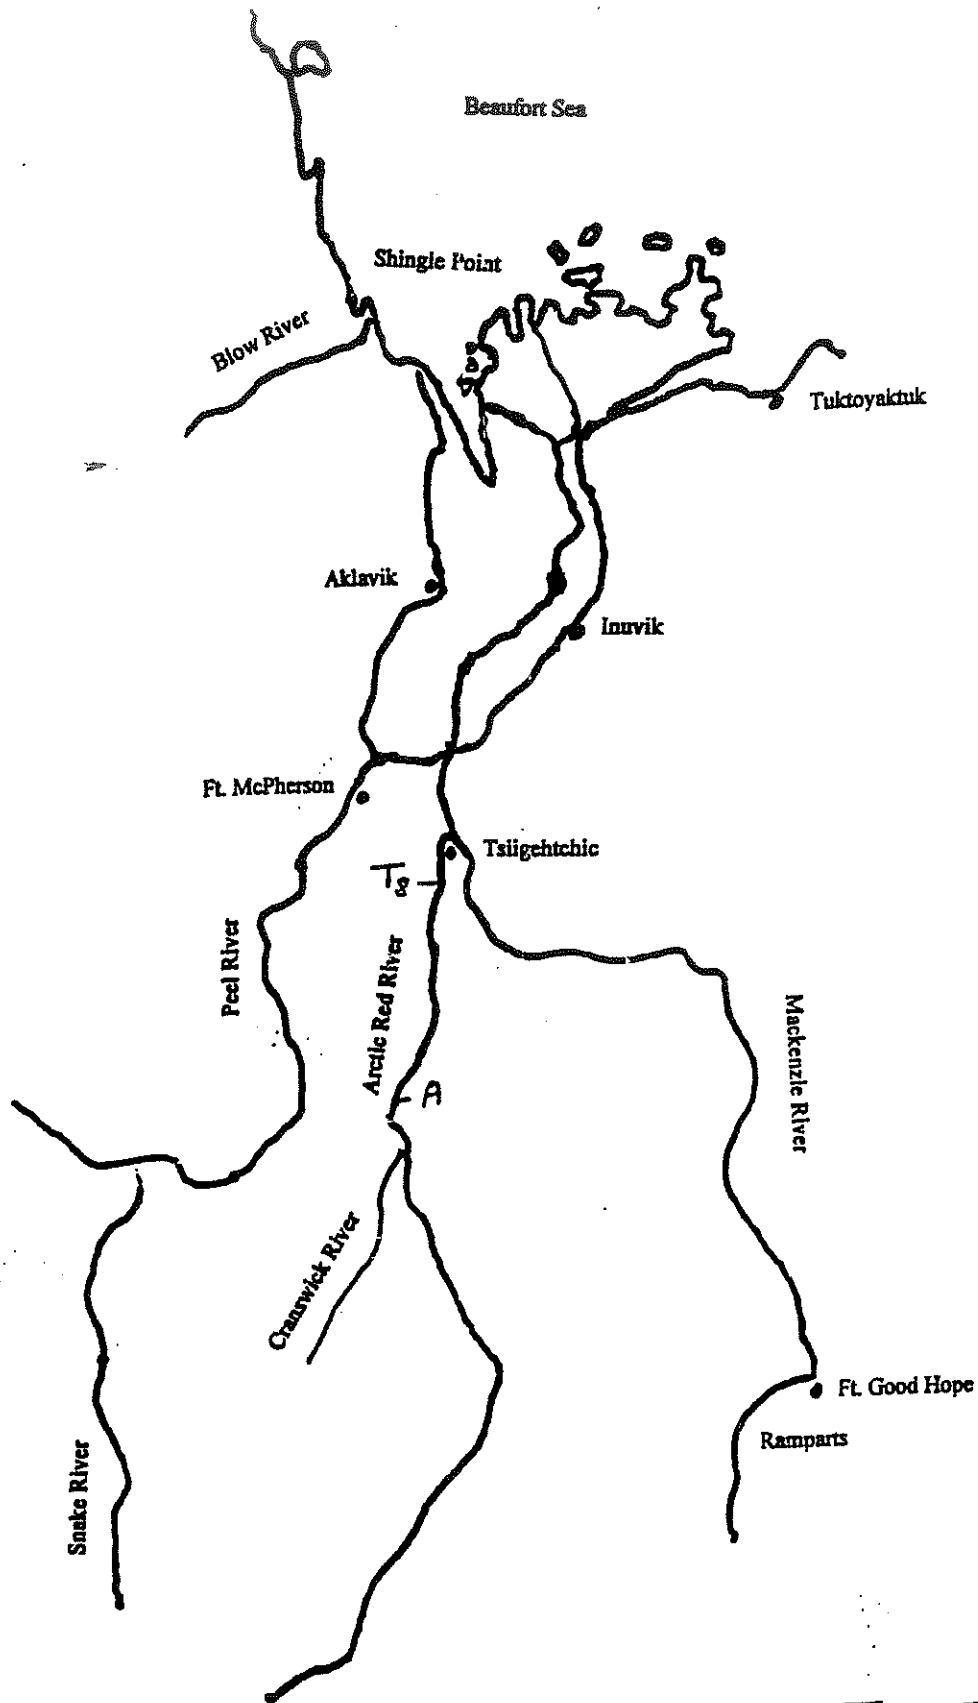 Beaufort Sea
Shingle Point
Blow River
Tuktoyaktuk
Aklavik
Inuvik
Ft. McPherson
Tsiigehtchic
Peel River
Arctic Red River
A
Mackenzie River
Cranswick River
Ft. Good Hope
Ramparts
Snake River